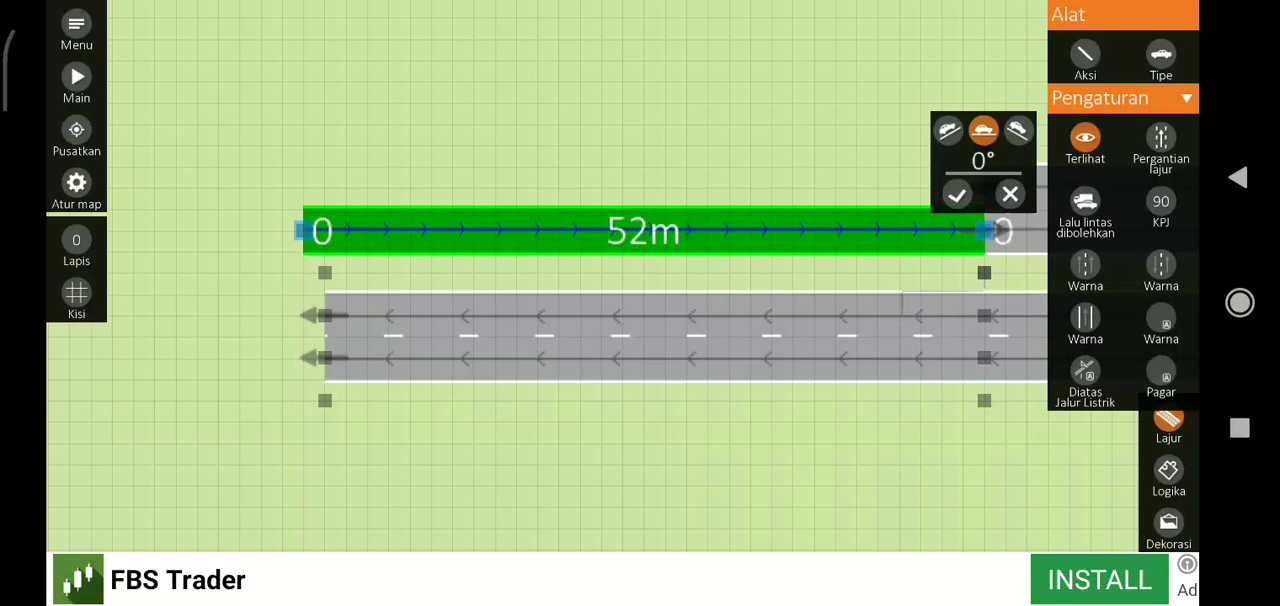 Menu
Main
Pusatkan
Atur map
0
Lapis
Kisi
0
52m
0
0°
Alat
Aksi
Tipe
Pengaturan
Terlihat
Pergantian
lajur
Lalu lintas
dibolehkan
90
KPJ
Warna
Warna
Warna
A
Warna
A
Diatas
Jalur Listrik
A
Pagar
Lajur
Logika
Dekorasi
FBS Trader
INSTALL
Ad